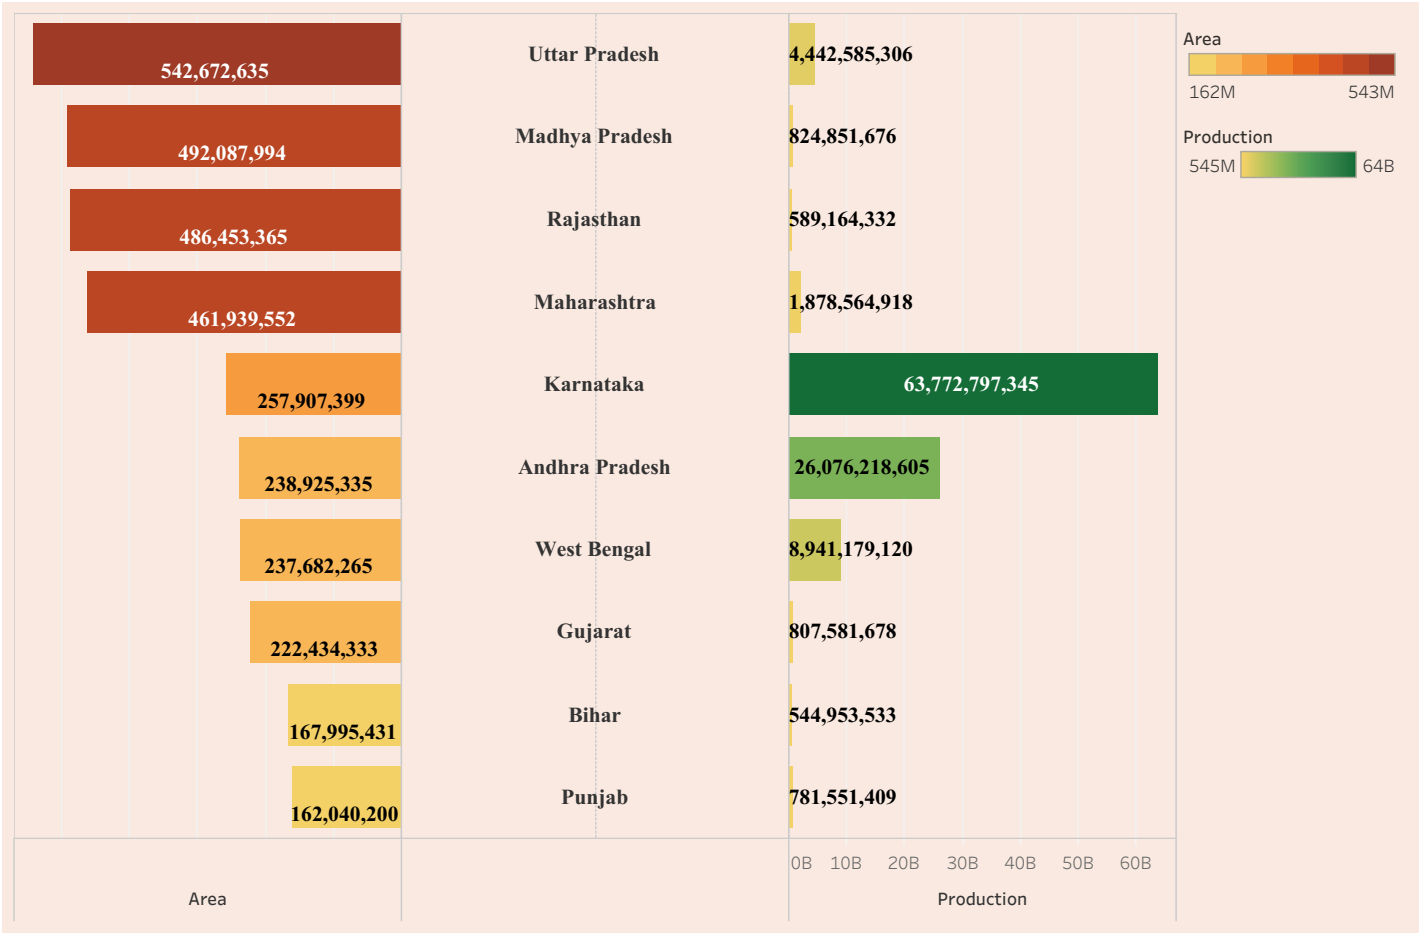 542,672,635 Uttar Pradesh 4,442,585,306
492,087,994 Madhya Pradesh 824,851,676
486,453,365 Rajasthan 589,164,332
461,939,552 Maharashtra 1,878,564,918
257,907,399 Karnataka 63,772,797,345
238,925,335 Andhra Pradesh 26,076,218,605
237,682,265 West Bengal 8,941,179,120
222,434,333 Gujarat 807,581,678
167,995,431 Bihar 544,953,533
162,040,200 Punjab 781,551,409
0B 10B 20B 30B 40B 50B 60B
Area Production
Area
162M 543M
Production
545M 64B